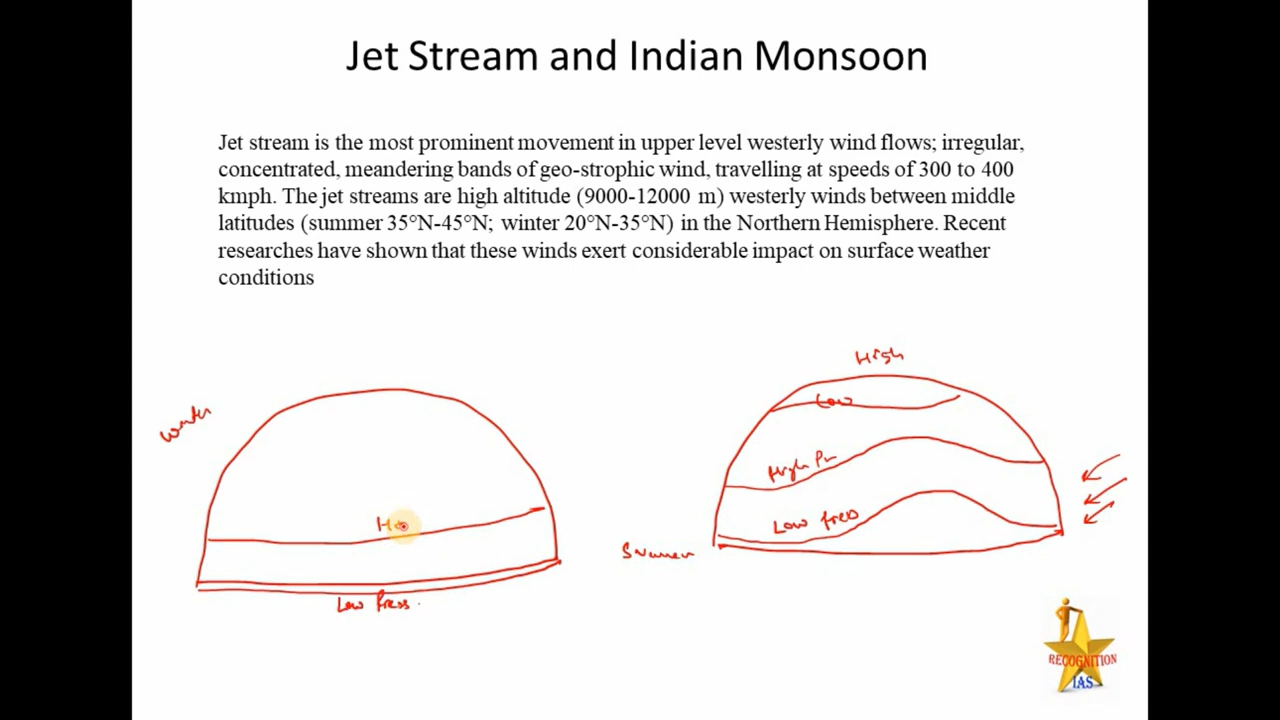 Jet Stream and Indian Monsoon
Jet stream is the most prominent movement in upper level westerly wind flows; irregular,
concentrated, meandering bands of geo-strophic wind, travelling at speeds of 300 to 400
kmph. The jet streams are high altitude (9000-12000 m) westerly winds between middle
latitudes (summer 35°N-45°N; winter 20°N-35°N) in the Northern Hemisphere. Recent
researches have shown that these winds exert considerable impact on surface weather
conditions
High
Low
Winter
High Pr
Low Pres
H
Summer
Low Press.
RECOGNITION
IAS